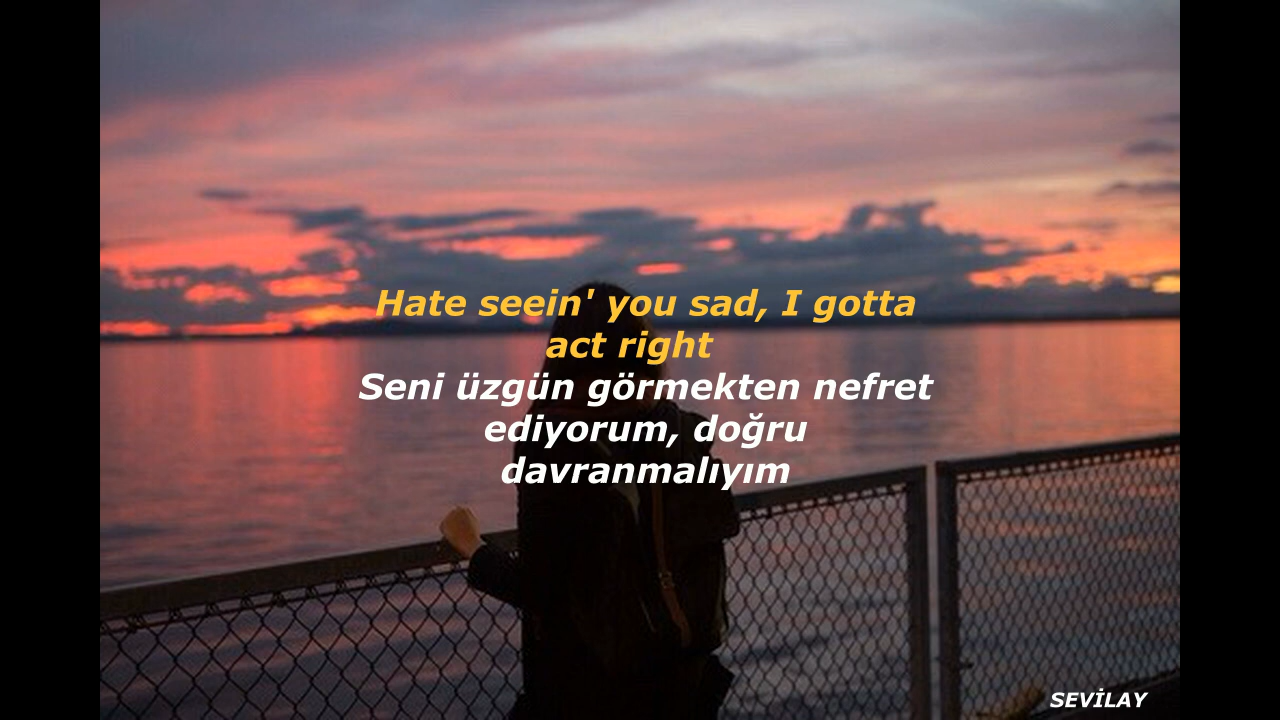 Hate seein' you sad, I gotta
act right
Seni üzgün görmekten nefret
ediyorum, doğru
davranmalıyım
SEVİLAY